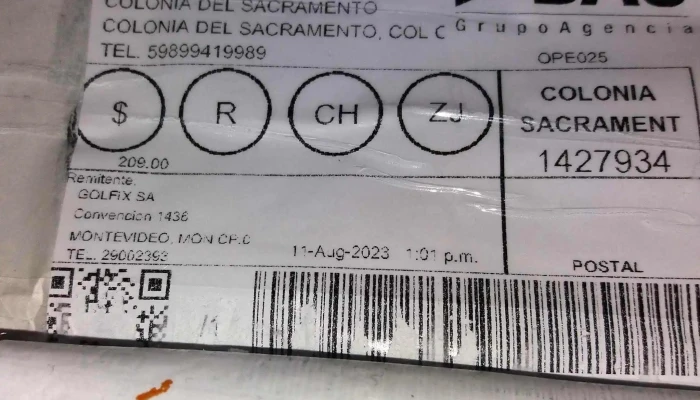 COLONIA DEL SACRAMENTO
COLONIA DEL SACRAMENTO, COL C
GrupoAgencia
TEL. 59899419989
OPE025
$ R CH ZJ
209.00
COLONIA
SACRAMENT
1427934
Remitente:
GOLFIX SA
Convencion 1436
MONTEVIDEO, MON CP:0
TEL. 29002393
11-Aug-2023 1:01 p.m.
POSTAL
/1